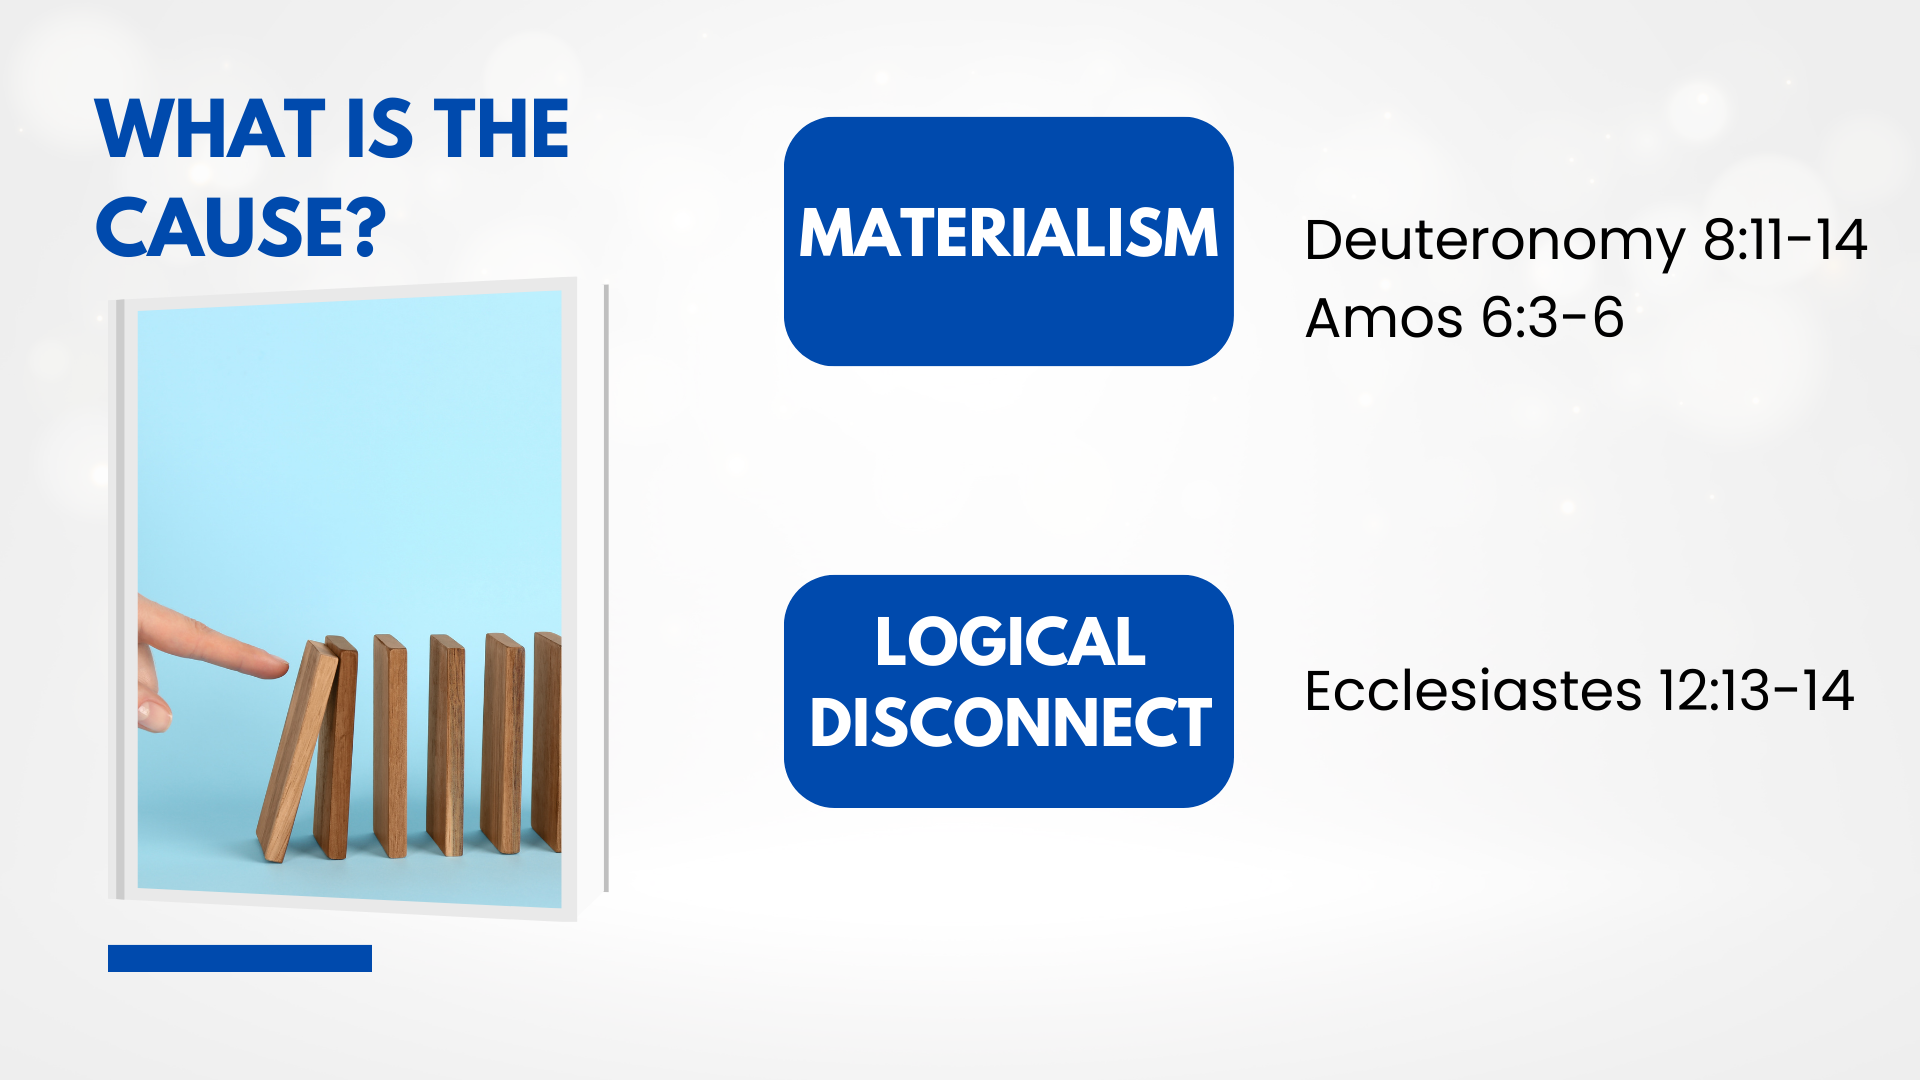 WHAT IS THE
CAUSE?
MATERIALISM
Deuteronomy 8:11-14
Amos 6:3-6
LOGICAL
DISCONNECT
Ecclesiastes 12:13-14